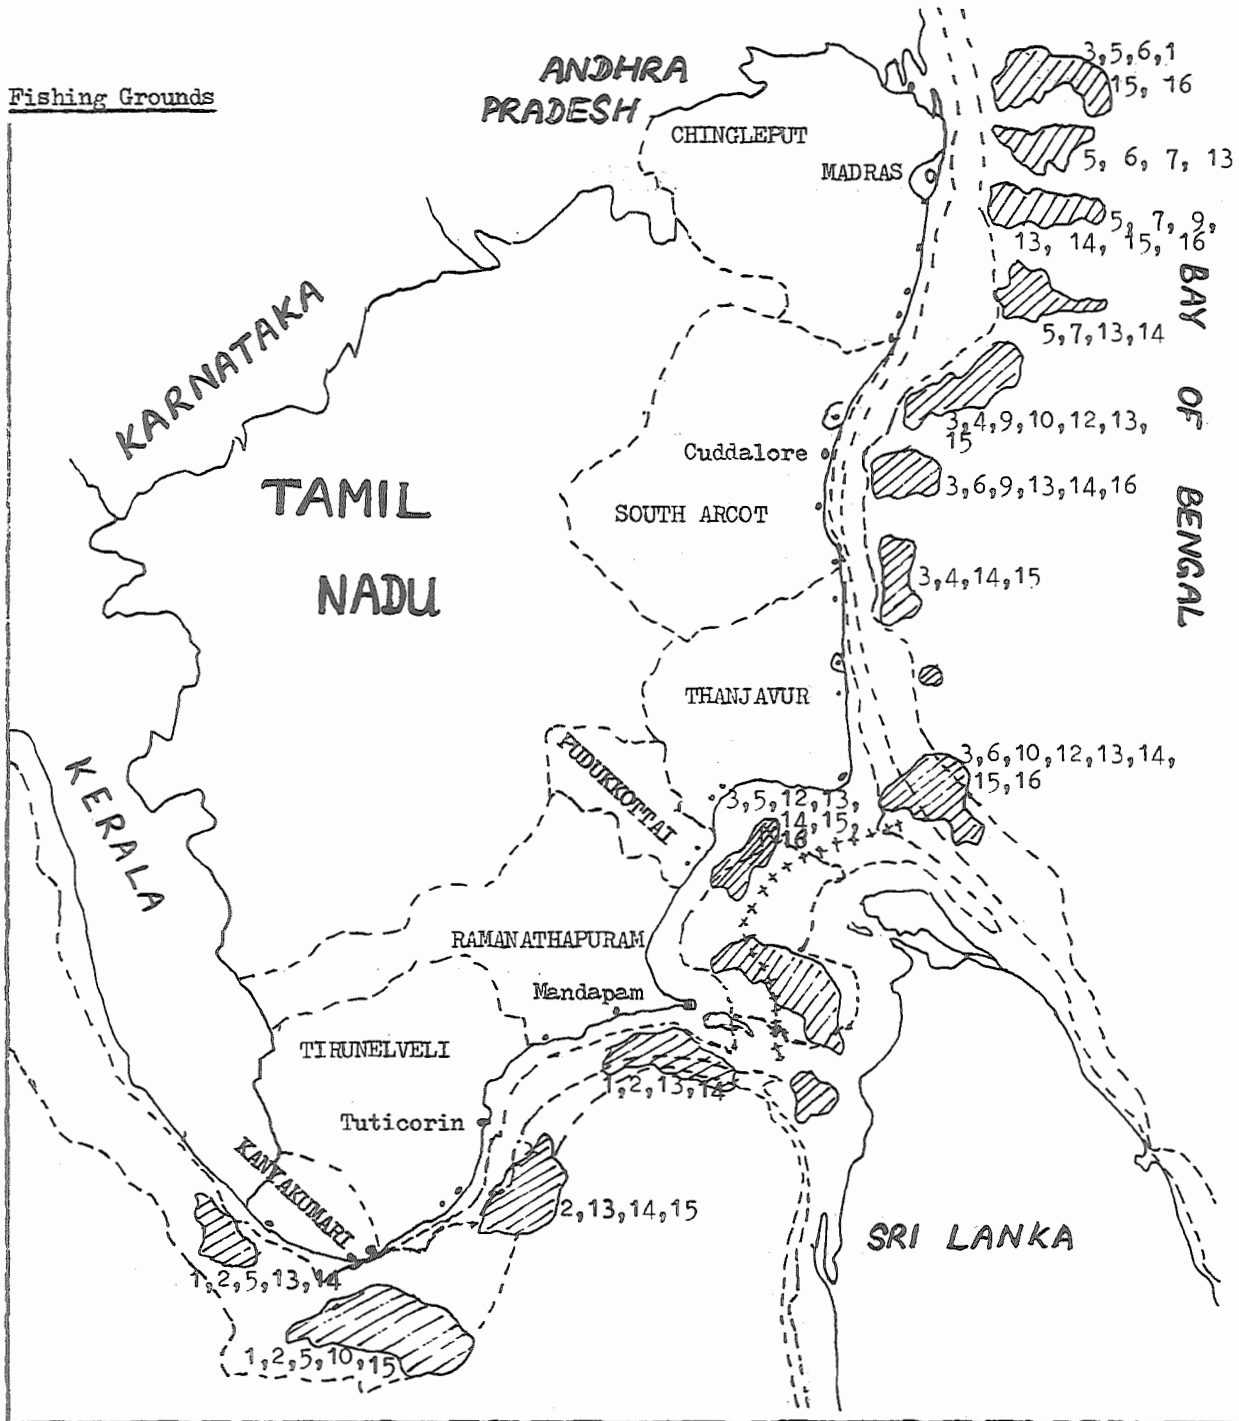 Fishing Grounds
ANDHRA
PRADESH
CHINGLEPUT
MADRAS
3,5,6,1
15, 16
5, 6, 7, 13
5, 7, 9,
13, 14, 15, 16
5,7,13,14
BAY OF BENGAL
KARNATAKA
3,4,9,10,12,13,
15
Cuddalore
3,6,9,13,14,16
TAMIL
NADU
SOUTH ARCOT
3,4,14,15
THANJAVUR
PUDUKKOTTAI
3,6,10,12,13,14,
15,16
3,5,12,13,
14,15,
16
KERALA
RAMANATHAPURAM
Mandapam
TIRUNELVELI
1,2,13,14
Tuticorin
KANYAKUMARI
2,13,14,15
SRI LANKA
1,2,5,13,14
1,2,5,10,15